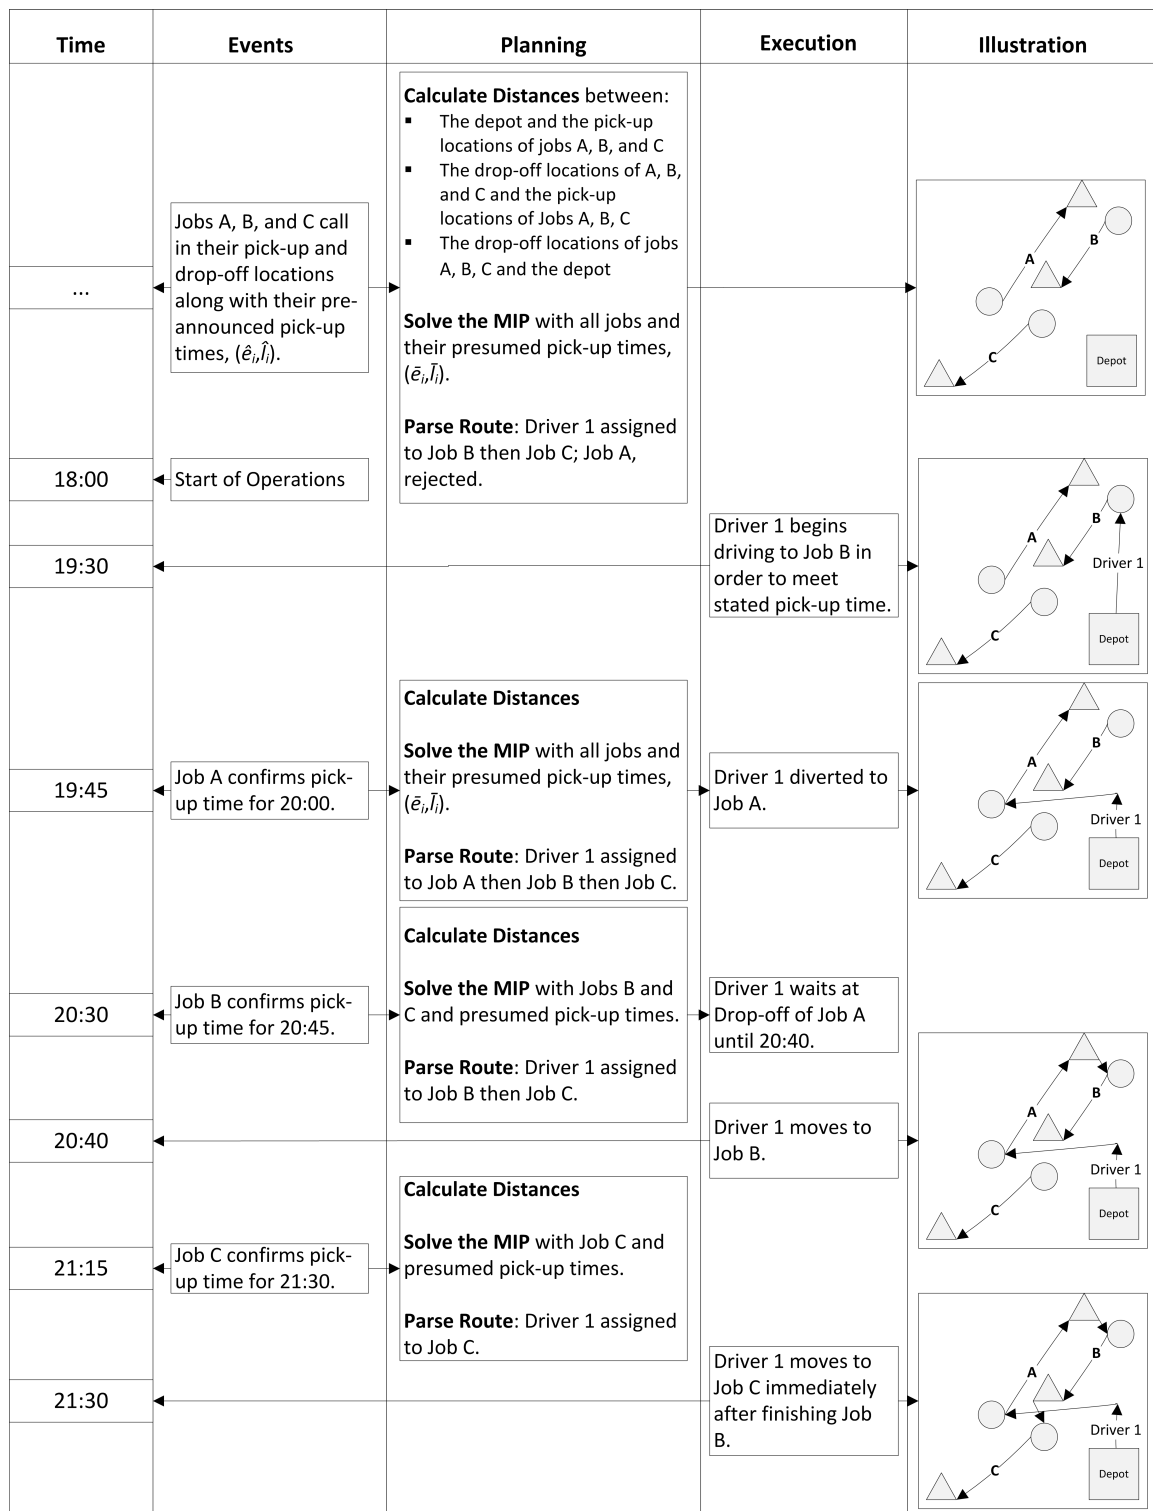 Time
Events
Planning
Execution
Illustration
...
Jobs A, B, and C call
in their pick-up and
drop-off locations
along with their pre-
announced pick-up
times, (êᵢ,l̂ᵢ).
Calculate Distances between:
▪ The depot and the pick-up
locations of jobs A, B, and C
▪ The drop-off locations of A, B,
and C and the pick-up
locations of Jobs A, B, C
▪ The drop-off locations of jobs
A, B, C and the depot
Solve the MIP with all jobs and
their presumed pick-up times,
(ēᵢ,l̄ᵢ).
Parse Route: Driver 1 assigned
to Job B then Job C; Job A,
rejected.
A
B
C
Depot
18:00
Start of Operations
19:30
Driver 1 begins
driving to Job B in
order to meet
stated pick-up time.
A
B
Driver 1
C
Depot
19:45
Job A confirms pick-
up time for 20:00.
Calculate Distances
Solve the MIP with all jobs and
their presumed pick-up times,
(ēᵢ,l̄ᵢ).
Parse Route: Driver 1 assigned
to Job A then Job B then Job C.
Driver 1 diverted to
Job A.
A
B
Driver 1
C
Depot
20:30
Job B confirms pick-
up time for 20:45.
Calculate Distances
Solve the MIP with Jobs B and
C and presumed pick-up times.
Parse Route: Driver 1 assigned
to Job B then Job C.
Driver 1 waits at
Drop-off of Job A
until 20:40.
20:40
Driver 1 moves to
Job B.
A
B
Driver 1
C
Depot
21:15
Job C confirms pick-
up time for 21:30.
Calculate Distances
Solve the MIP with Job C and
presumed pick-up times.
Parse Route: Driver 1 assigned
to Job C.
21:30
Driver 1 moves to
Job C immediately
after finishing Job
B.
A
B
Driver 1
C
Depot